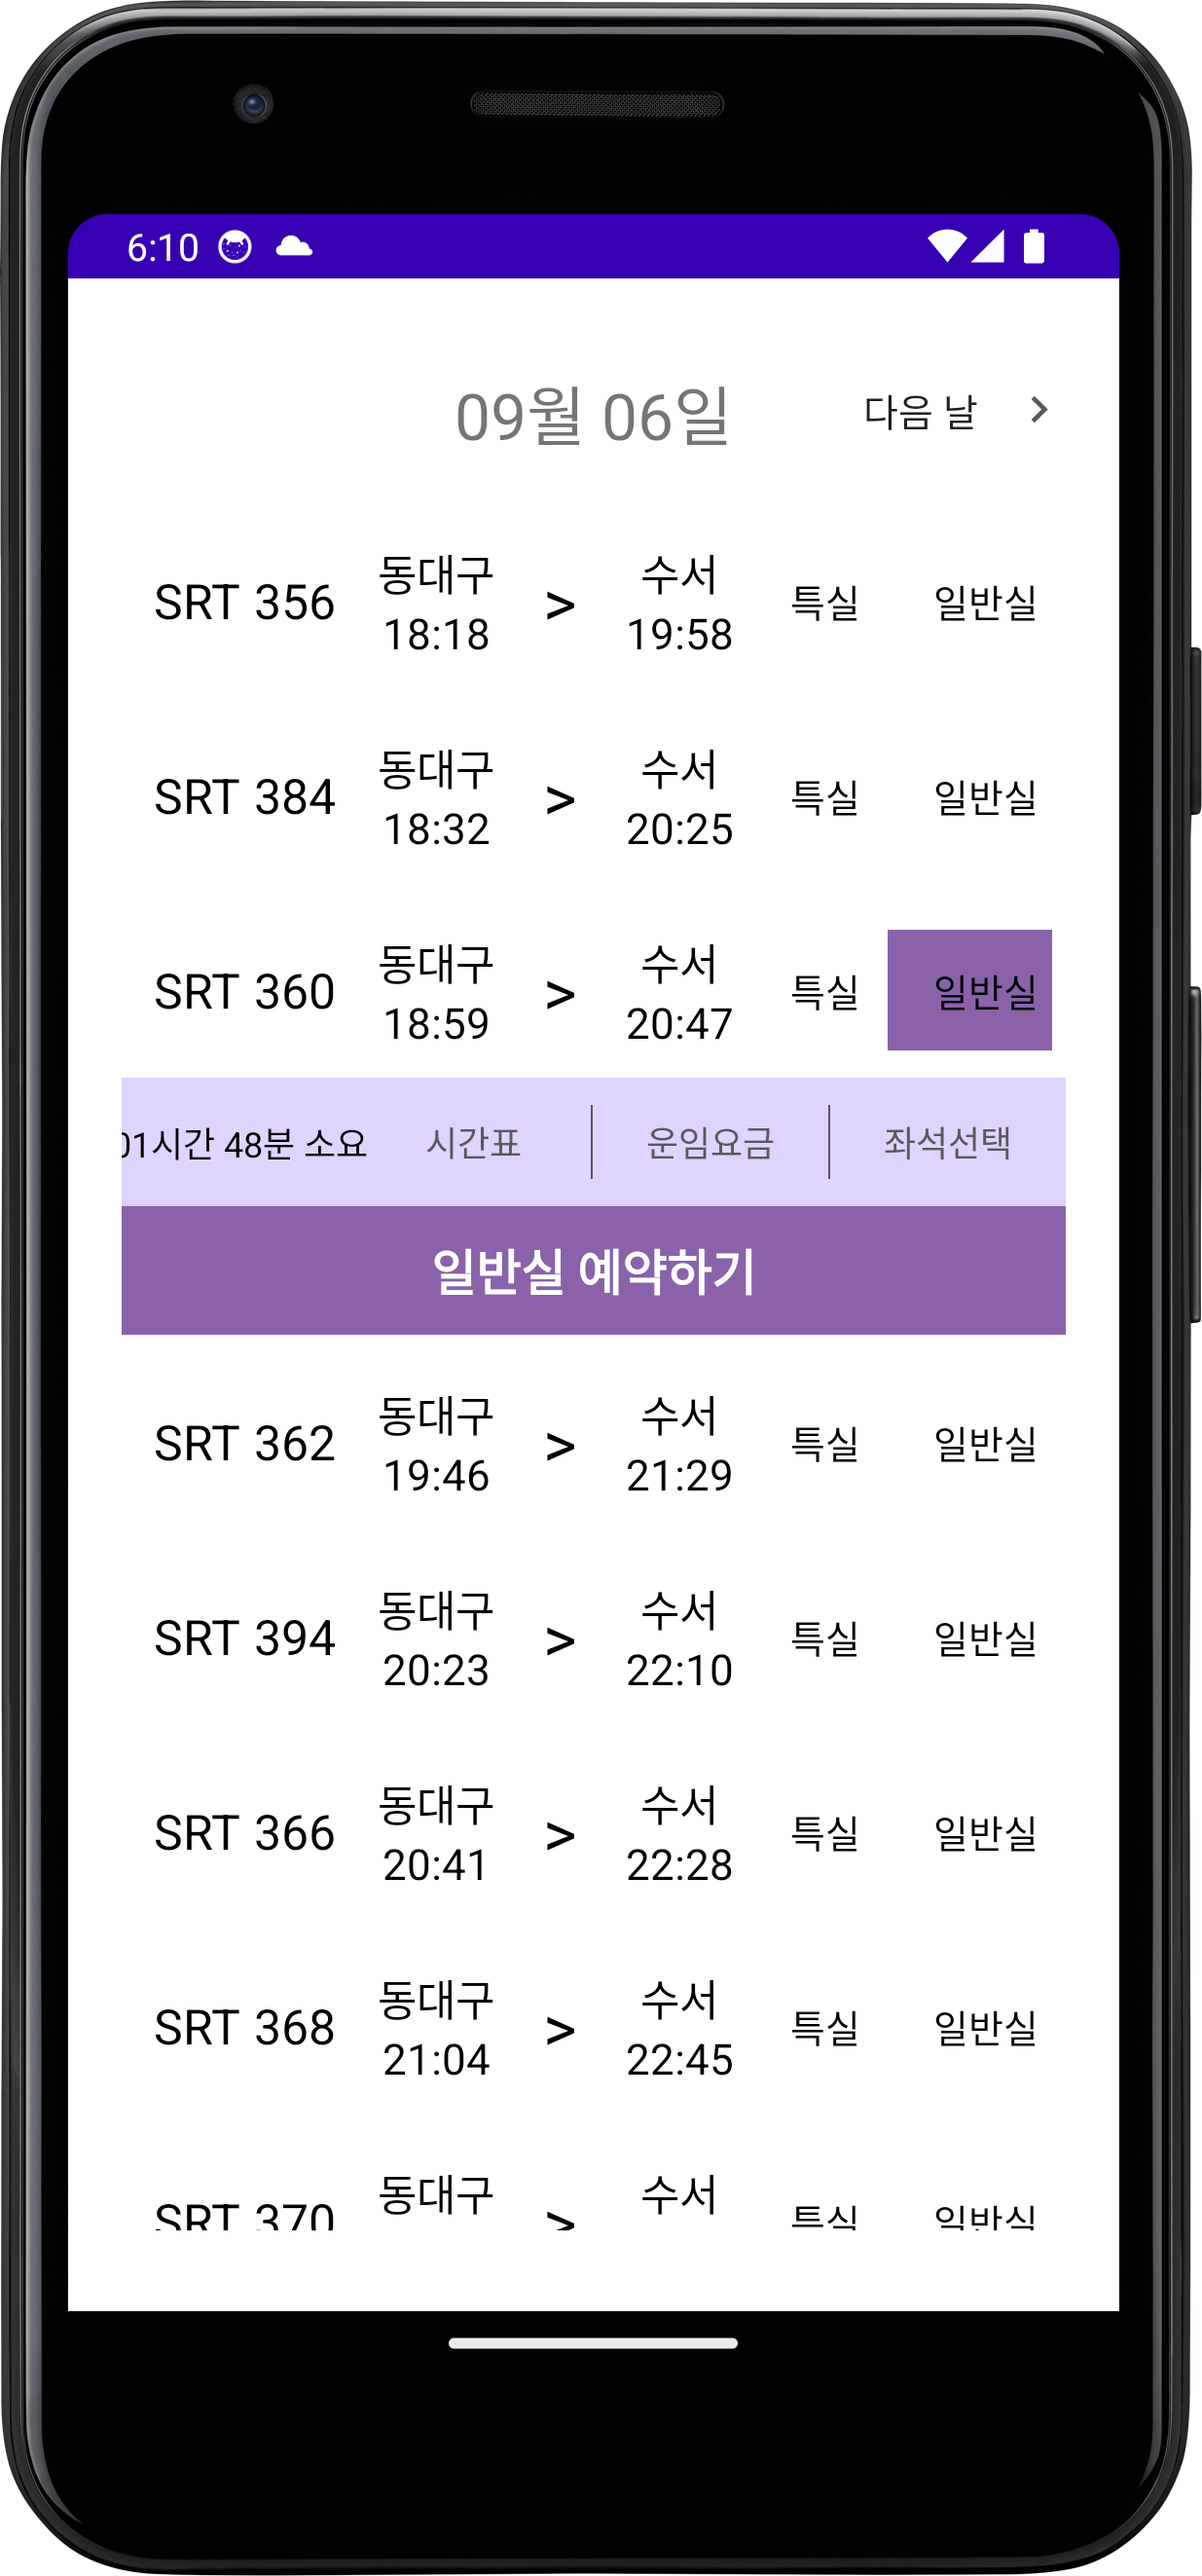 6:10
09월 06일 다음 날 >
SRT 356 동대구 18:18 > 수서 19:58 특실 일반실
SRT 384 동대구 18:32 > 수서 20:25 특실 일반실
SRT 360 동대구 18:59 > 수서 20:47 특실 일반실
01시간 48분 소요 시간표 운임요금 좌석선택
일반실 예약하기
SRT 362 동대구 19:46 > 수서 21:29 특실 일반실
SRT 394 동대구 20:23 > 수서 22:10 특실 일반실
SRT 366 동대구 20:41 > 수서 22:28 특실 일반실
SRT 368 동대구 21:04 > 수서 22:45 특실 일반실
SRT 370 동대구 > 수서 특실 일반실